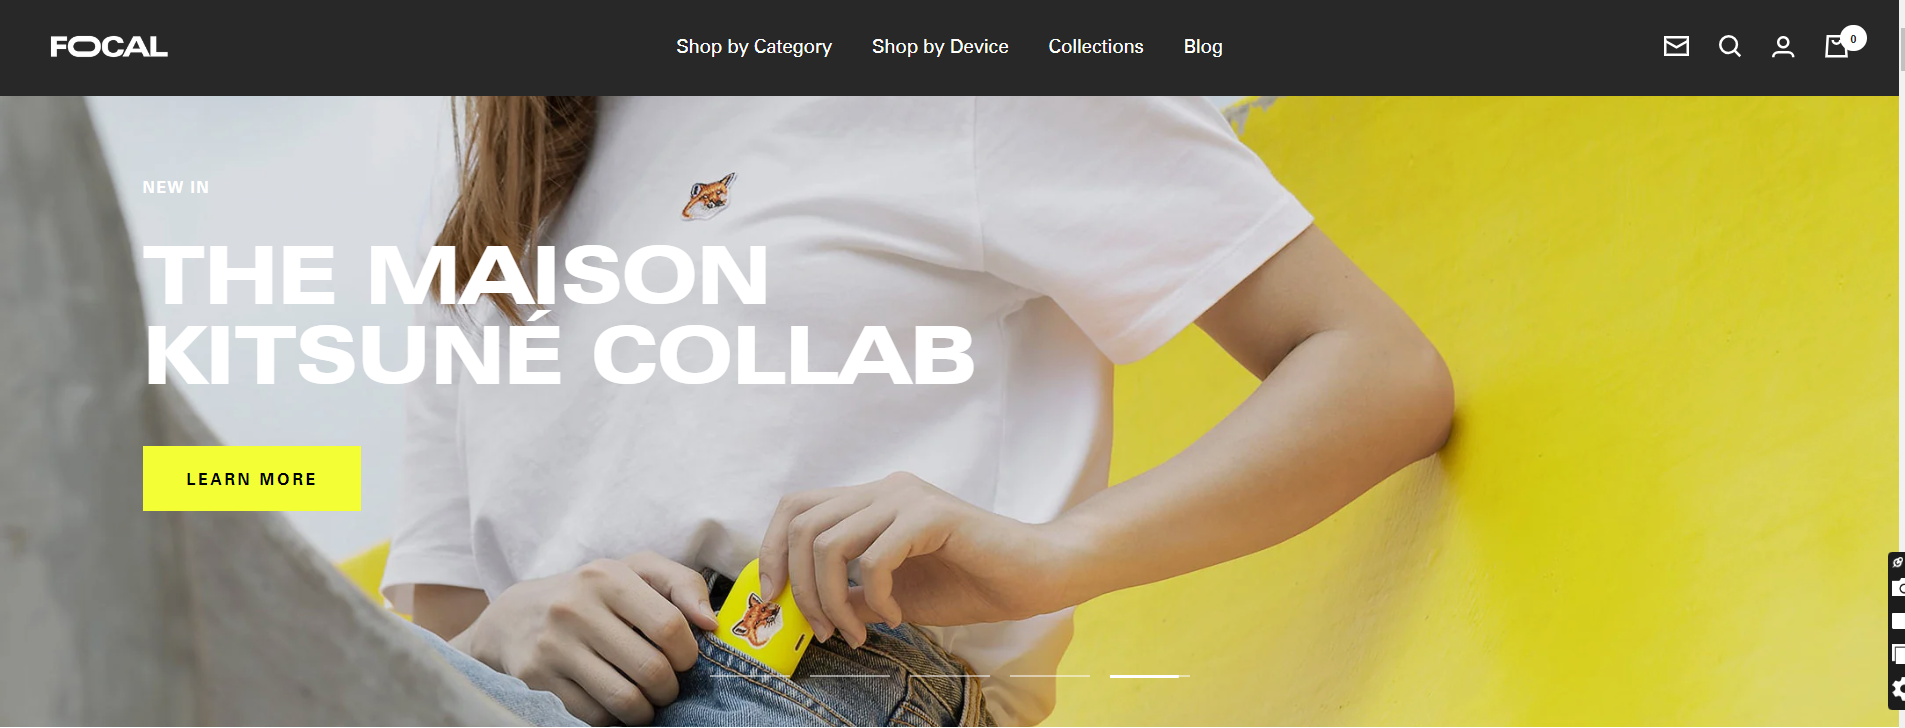 FOCAL
Shop by Category
Shop by Device
Collections
Blog
0
NEW IN
THE MAISON
KITSUNÉ COLLAB
LEARN MORE